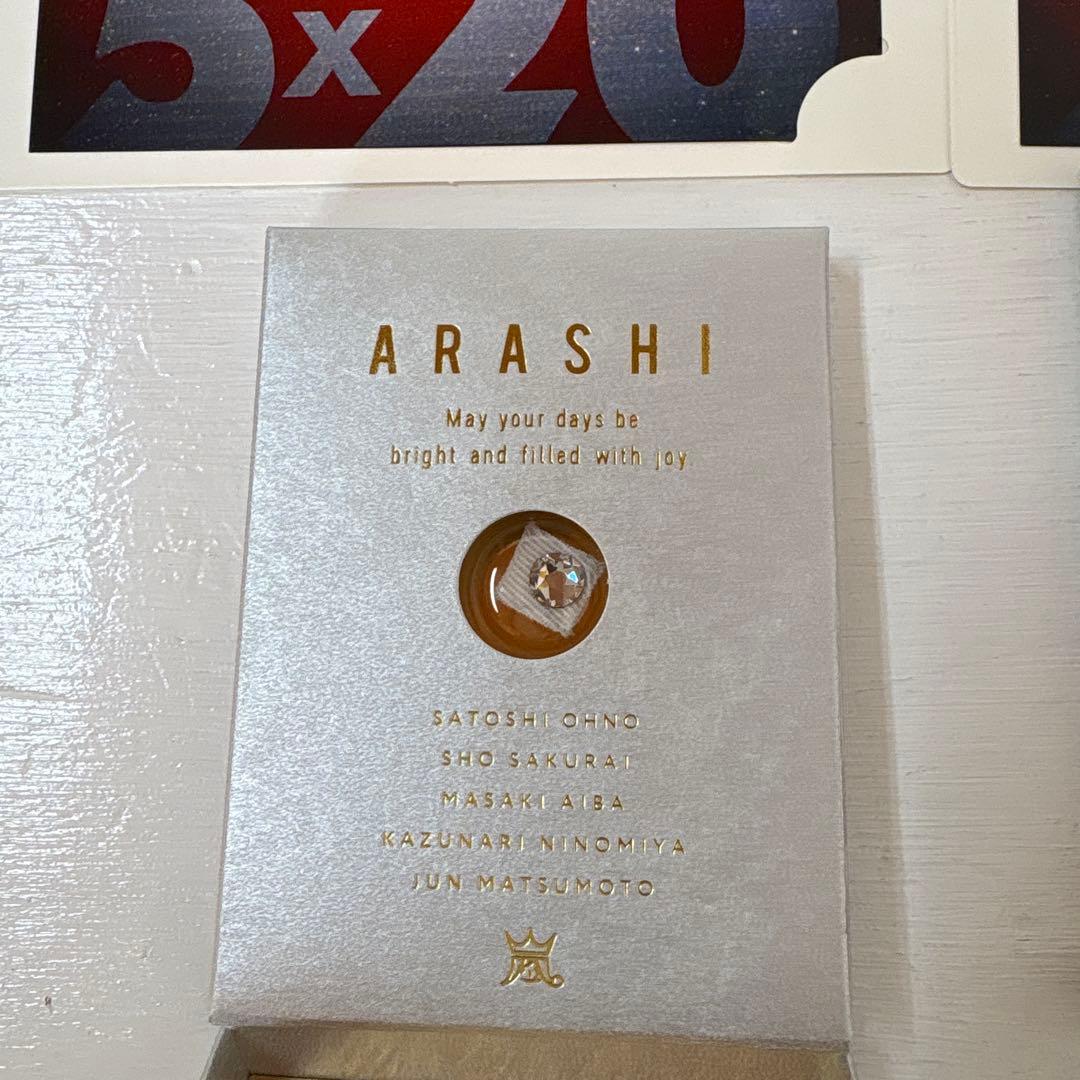 5x20
ARASHI
May your days be
bright and filled with joy
SATOSHI OHNO
SHO SAKURAI
MASAKI AIBA
KAZUNARI NINOMIYA
JUN MATSUMOTO
嵐